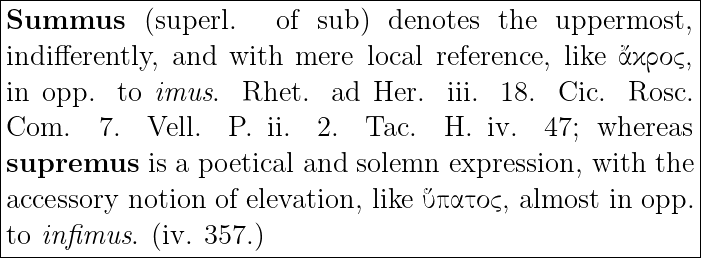 Summus (superl. of sub) denotes the uppermost,
indifferently, and with mere local reference, like ἄκρος,
in opp. to imus. Rhet. ad Her. iii. 18. Cic. Rosc.
Com. 7. Vell. P. ii. 2. Tac. H. iv. 47; whereas
supremus is a poetical and solemn expression, with the
accessory notion of elevation, like ὕπατος, almost in opp.
to infimus. (iv. 357.)